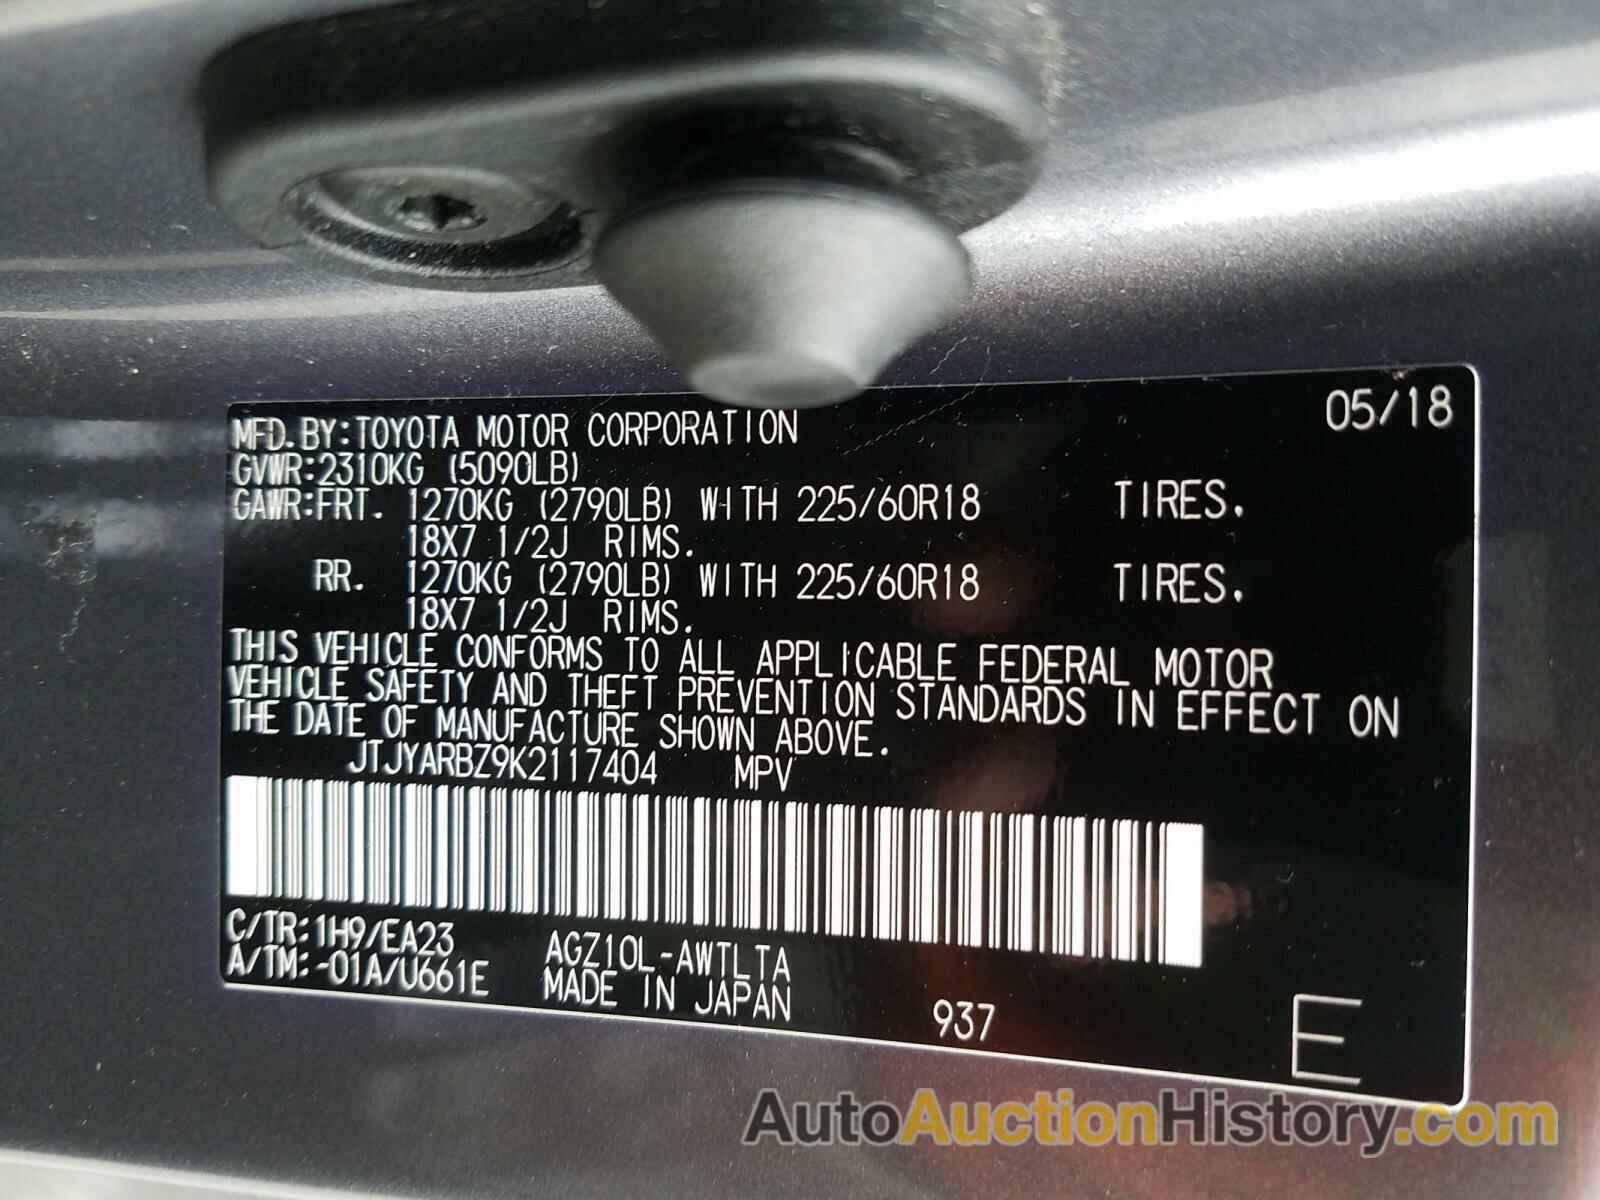 MFD.BY:TOYOTA MOTOR CORPORATION 05/18
GVWR:2310KG (5090LB)
GAWR:FRT. 1270KG (2790LB) WITH 225/60R18 TIRES.
18X7 1/2J RIMS.
RR. 1270KG (2790LB) WITH 225/60R18 TIRES.
18X7 1/2J RIMS.
THIS VEHICLE CONFORMS TO ALL APPLICABLE FEDERAL MOTOR
VEHICLE SAFETY AND THEFT PREVENTION STANDARDS IN EFFECT ON
THE DATE OF MANUFACTURE SHOWN ABOVE.
JTJYARBZ9K2117404 MPV
C/TR:1H9/EA23 AGZ10L-AWTLTA
A/TM:-01A/U661E MADE IN JAPAN
937
E
AutoAuctionHistory.com